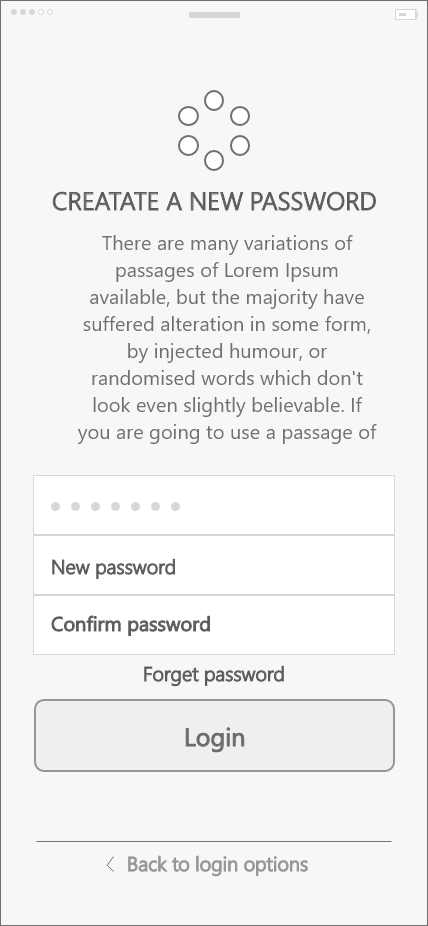 CREATATE A NEW PASSWORD
There are many variations of
passages of Lorem Ipsum
available, but the majority have
suffered alteration in some form,
by injected humour, or
randomised words which don't
look even slightly believable. If
you are going to use a passage of
New password
Confirm password
Forget password
Login
Back to login options